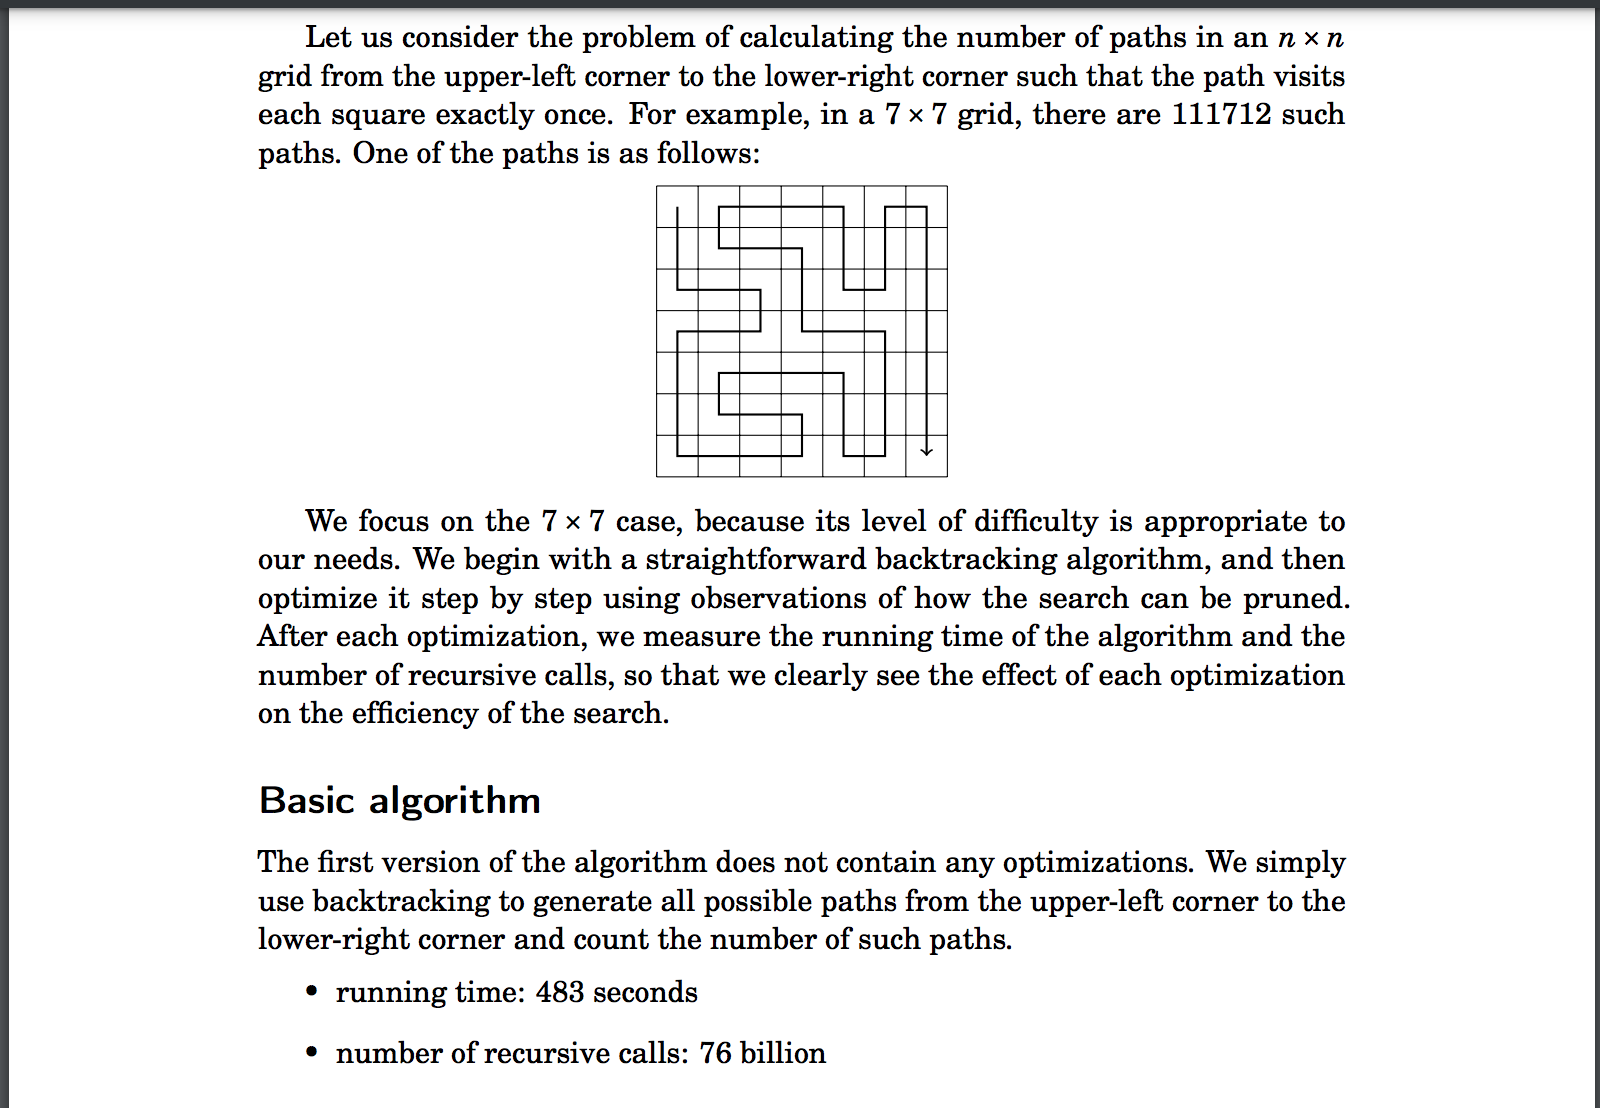 Let us consider the problem of calculating the number of paths in an n × n
grid from the upper-left corner to the lower-right corner such that the path visits
each square exactly once. For example, in a 7 × 7 grid, there are 111712 such
paths. One of the paths is as follows:
We focus on the 7 × 7 case, because its level of difficulty is appropriate to
our needs. We begin with a straightforward backtracking algorithm, and then
optimize it step by step using observations of how the search can be pruned.
After each optimization, we measure the running time of the algorithm and the
number of recursive calls, so that we clearly see the effect of each optimization
on the efficiency of the search.
Basic algorithm
The first version of the algorithm does not contain any optimizations. We simply
use backtracking to generate all possible paths from the upper-left corner to the
lower-right corner and count the number of such paths.
• running time: 483 seconds
• number of recursive calls: 76 billion